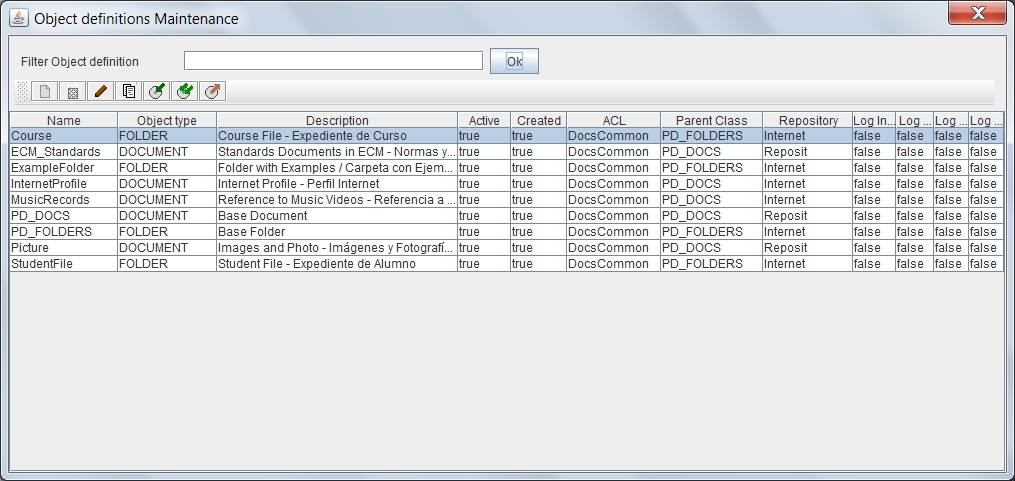 Object definitions Maintenance
Filter Object definition Ok
Name Object type Description Active Created ACL Parent Class Repository Log In... Log ... Log ... Log ...
Course FOLDER Course File - Expediente de Curso true true DocsCommon PD_FOLDERS Internet false false false false
ECM_Standards DOCUMENT Standards Documents in ECM - Normas y... true true DocsCommon PD_DOCS Reposit false false false false
ExampleFolder FOLDER Folder with Examples / Carpeta con Ejem... true true DocsCommon PD_FOLDERS Internet false false false false
InternetProfile DOCUMENT Internet Profile - Perfil Internet true true DocsCommon PD_DOCS Internet false false false false
MusicRecords DOCUMENT Reference to Music Videos - Referencia a ... true true DocsCommon PD_DOCS Internet false false false false
PD_DOCS DOCUMENT Base Document true true DocsCommon PD_DOCS Reposit false false false false
PD_FOLDERS FOLDER Base Folder true true DocsCommon PD_FOLDERS Internet false false false false
Picture DOCUMENT Images and Photo - Imágenes y Fotografí... true true DocsCommon PD_DOCS Reposit false false false false
StudentFile FOLDER Student File - Expediente de Alumno true true DocsCommon PD_FOLDERS Internet false false false false